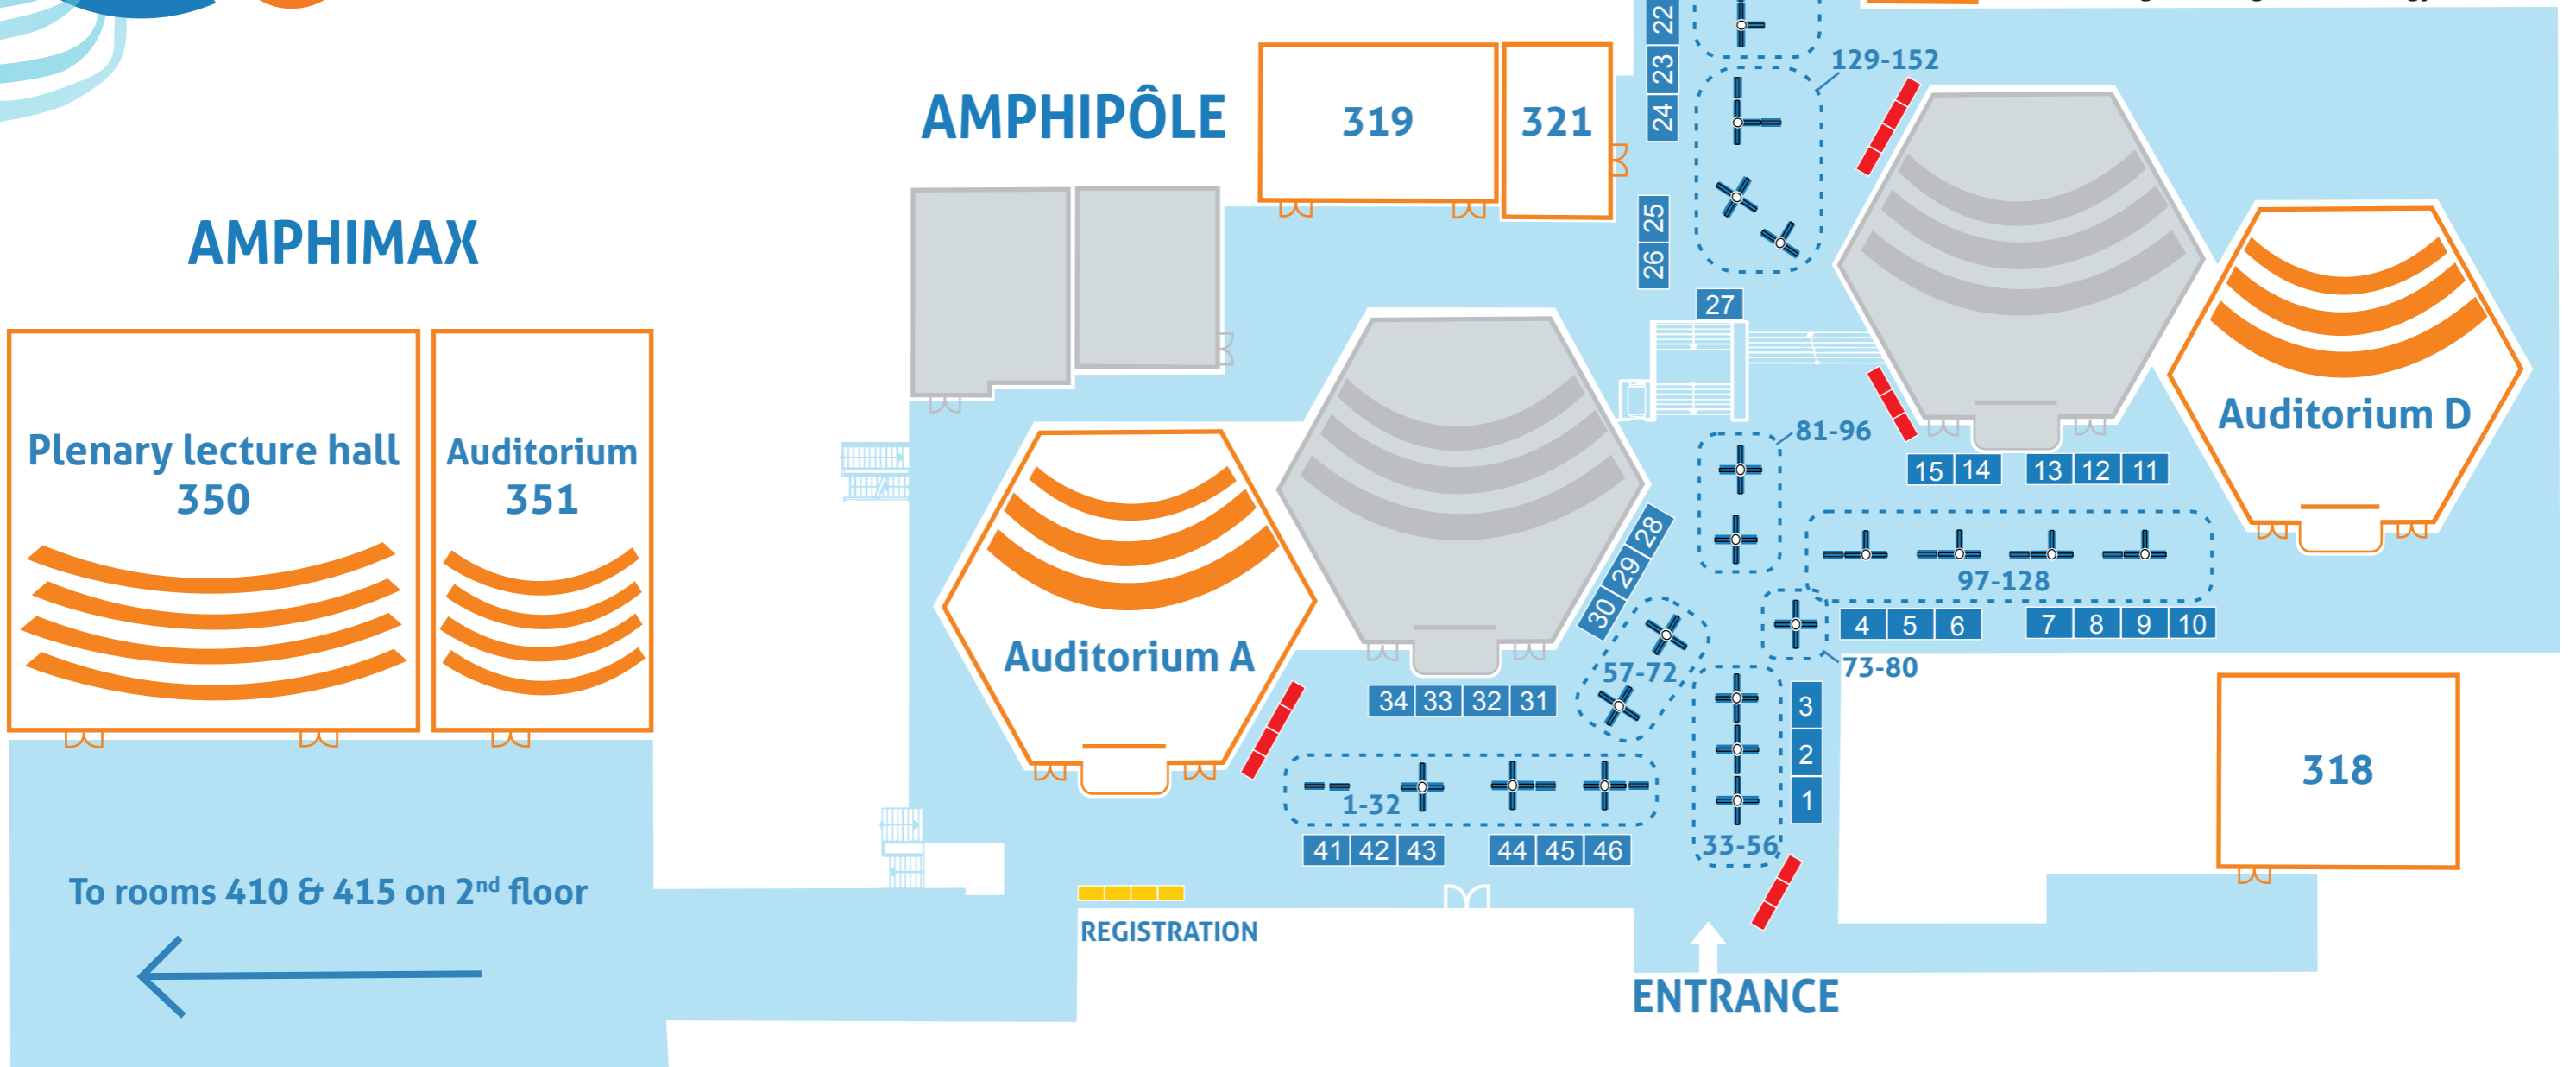 22
23
24
25
26
27
129-152
AMPHIPÔLE
319
321
AMPHIMAX
Plenary lecture hall
350
Auditorium
351
Auditorium A
Auditorium D
81-96
15 14 13 12 11
97-128
28
29
30
4 5 6 7 8 9 10
57-72
73-80
34 33 32 31
3
2
1
1-32
33-56
41 42 43 44 45 46
318
To rooms 410 & 415 on 2nd floor
REGISTRATION
ENTRANCE